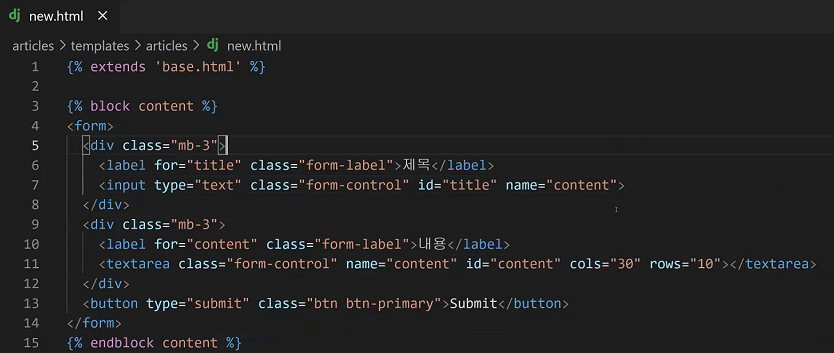 dj new.html ×
articles > templates > articles > dj new.html
1 {% extends 'base.html' %}
2
3 {% block content %}
4 <form>
5   <div class="mb-3">
6     <label for="title" class="form-label">제목</label>
7     <input type="text" class="form-control" id="title" name="content">
8   </div>
9   <div class="mb-3">
10     <label for="content" class="form-label">내용</label>
11     <textarea class="form-control" name="content" id="content" cols="30" rows="10"></textarea>
12   </div>
13   <button type="submit" class="btn btn-primary">Submit</button>
14 </form>
15 {% endblock content %}